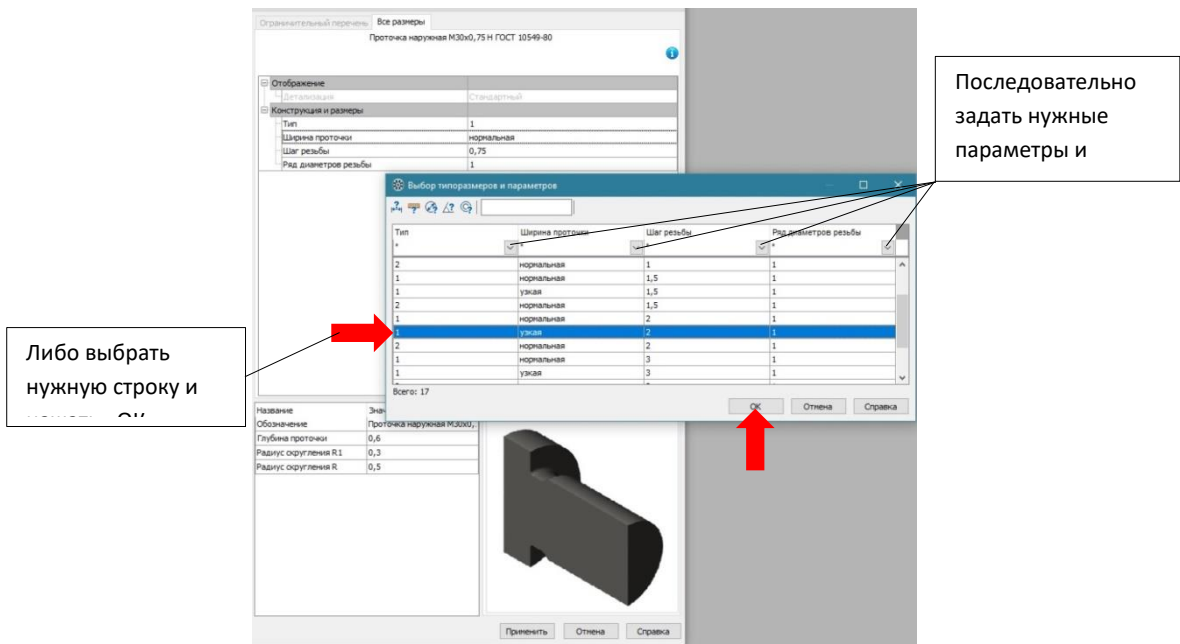 Ограничительный перечень Все размеры
Проточка наружная M30x0,75 H ГОСТ 10549-80
Отображение
Детализация Стандартный
Конструкция и размеры
Тип 1
Ширина проточки нормальная
Шаг резьбы 0,75
Ряд диаметров резьбы 1
Последовательно
задать нужные
параметры и
Выбор типоразмеров и параметров
Тип Ширина проточки Шаг резьбы Ряд диаметров резьбы
* * * *
2 нормальная 1 1
1 нормальная 1,5 1
1 узкая 1,5 1
2 нормальная 1,5 1
1 нормальная 2 1
1 узкая 2 1
2 нормальная 2 1
1 нормальная 3 1
1 узкая 3 1
Всего: 17
OK Отмена Справка
Либо выбрать
нужную строку и
Название
Обозначение Проточка наружная M30x0,
Глубина проточки 0,6
Радиус скругления R1 0,3
Радиус скругления R 0,5
Применить Отмена Справка